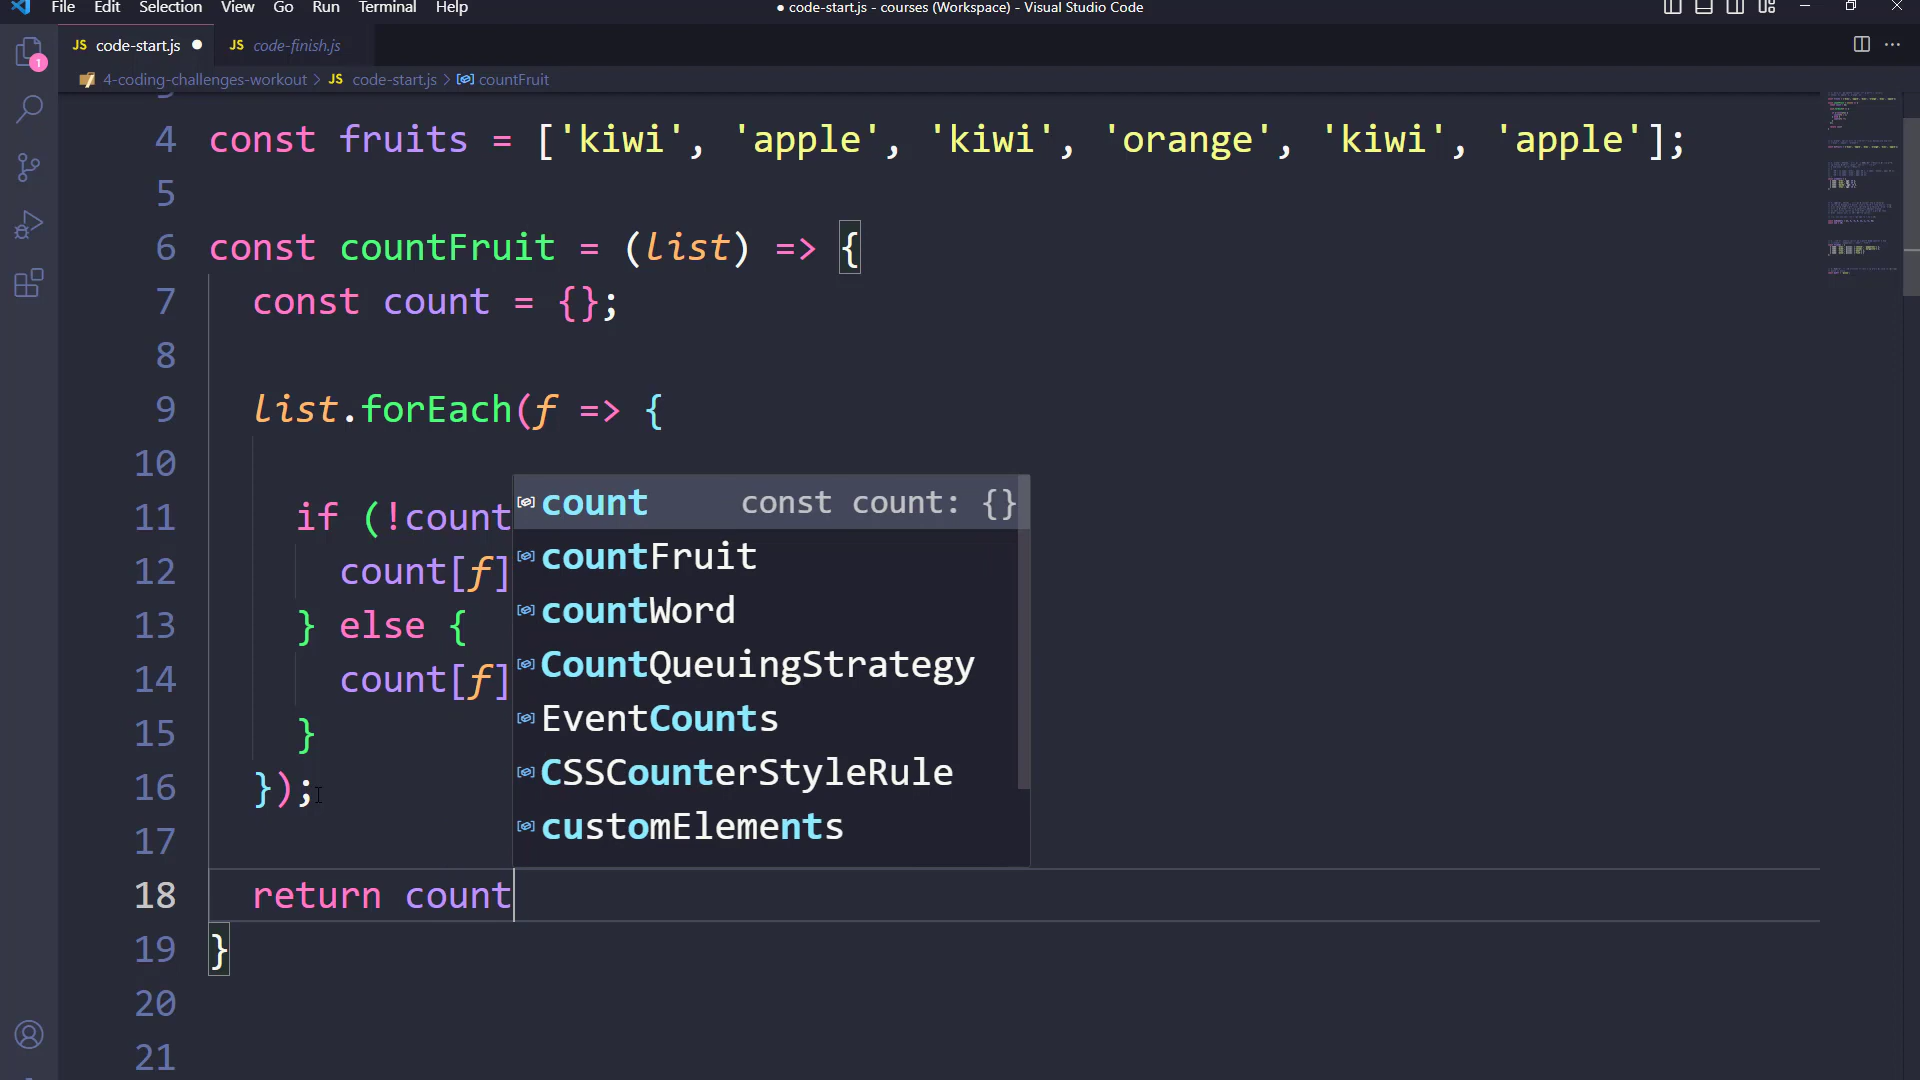 File Edit Selection View Go Run Terminal Help
● code-start.js - courses (Workspace) - Visual Studio Code
JS code-start.js ●
JS code-finish.js
4-coding-challenges-workout > JS code-start.js > countFruit
1
4 const fruits = ['kiwi', 'apple', 'kiwi', 'orange', 'kiwi', 'apple'];
5
6 const countFruit = (list) => {
7 const count = {};
8
9 list.forEach(f => {
10
11 if (!count
12 count[f]
13 } else {
14 count[f]
15 }
16 });
17
18 return count
19 }
20
21
count const count: {}
countFruit
countWord
CountQueuingStrategy
EventCounts
CSSCounterStyleRule
customElements